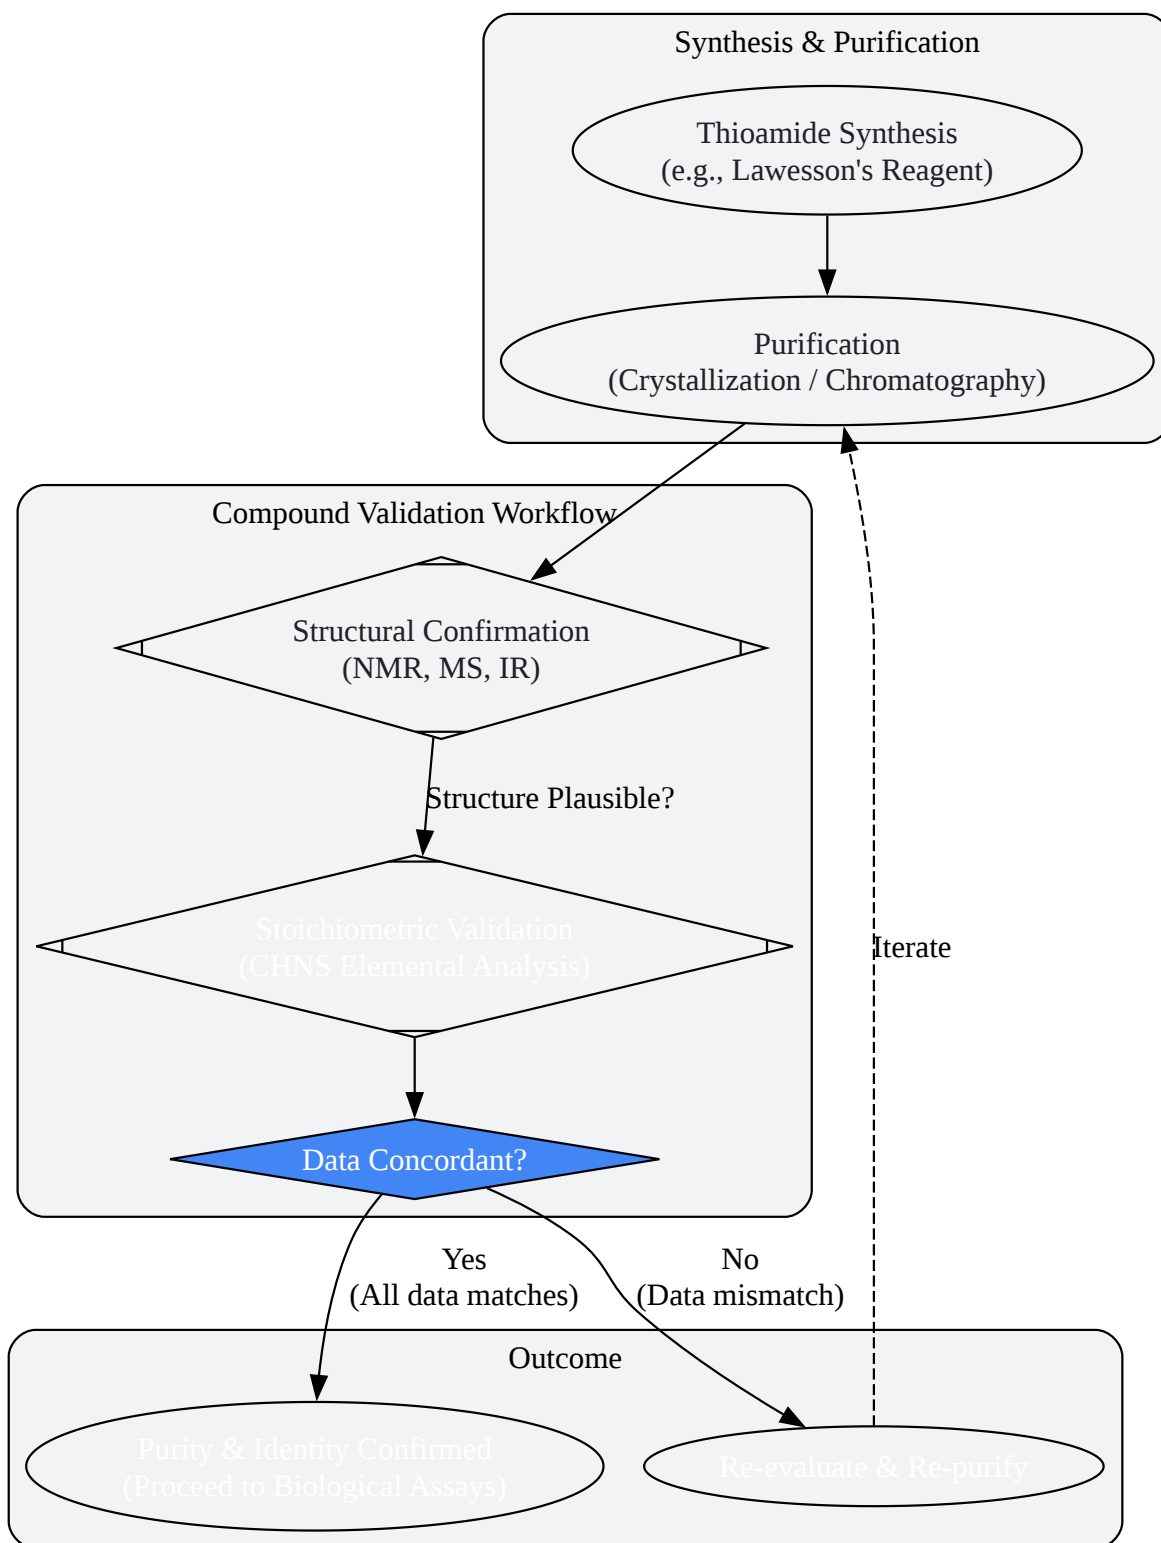 Synthesis & Purification
Thioamide Synthesis
(e.g., Lawesson's Reagent)
Purification
(Crystallization / Chromatography)
Compound Validation Workflow
Structural Confirmation
(NMR, MS, IR)
Structure Plausible?
Stoichiometric Validation
(CHNS Elemental Analysis)
Iterate
Data Concordant?
Yes
(All data matches)
No
(Data mismatch)
Outcome
Purity & Identity Confirmed
(Proceed to Biological Assays)
Re-evaluate & Re-purify